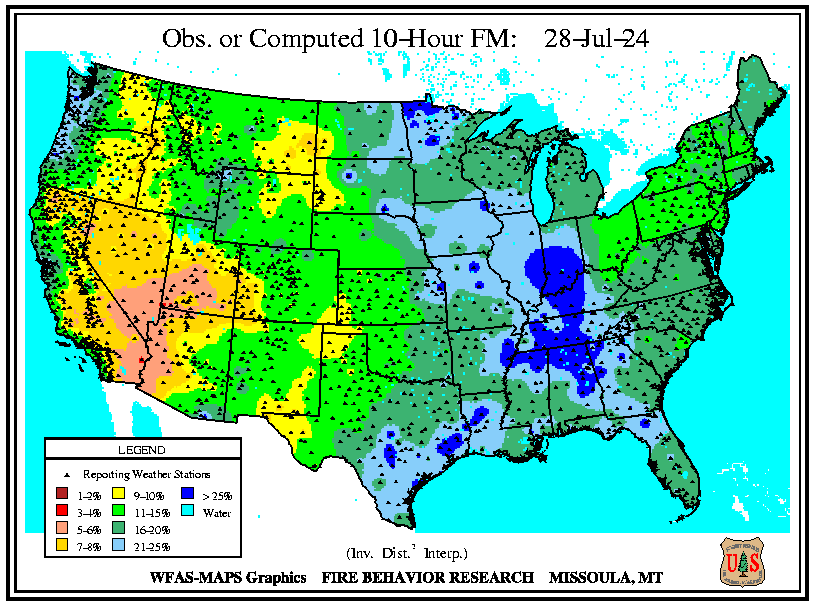 Obs. or Computed 10-Hour FM: 28-Jul-24
LEGEND
Reporting Weather Stations
1-2% 9-10% > 25%
3-4% 11-15% Water
5-6% 16-20%
7-8% 21-25%
(Inv. Dist.² Interp.)
WFAS-MAPS Graphics FIRE BEHAVIOR RESEARCH MISSOULA, MT
U S